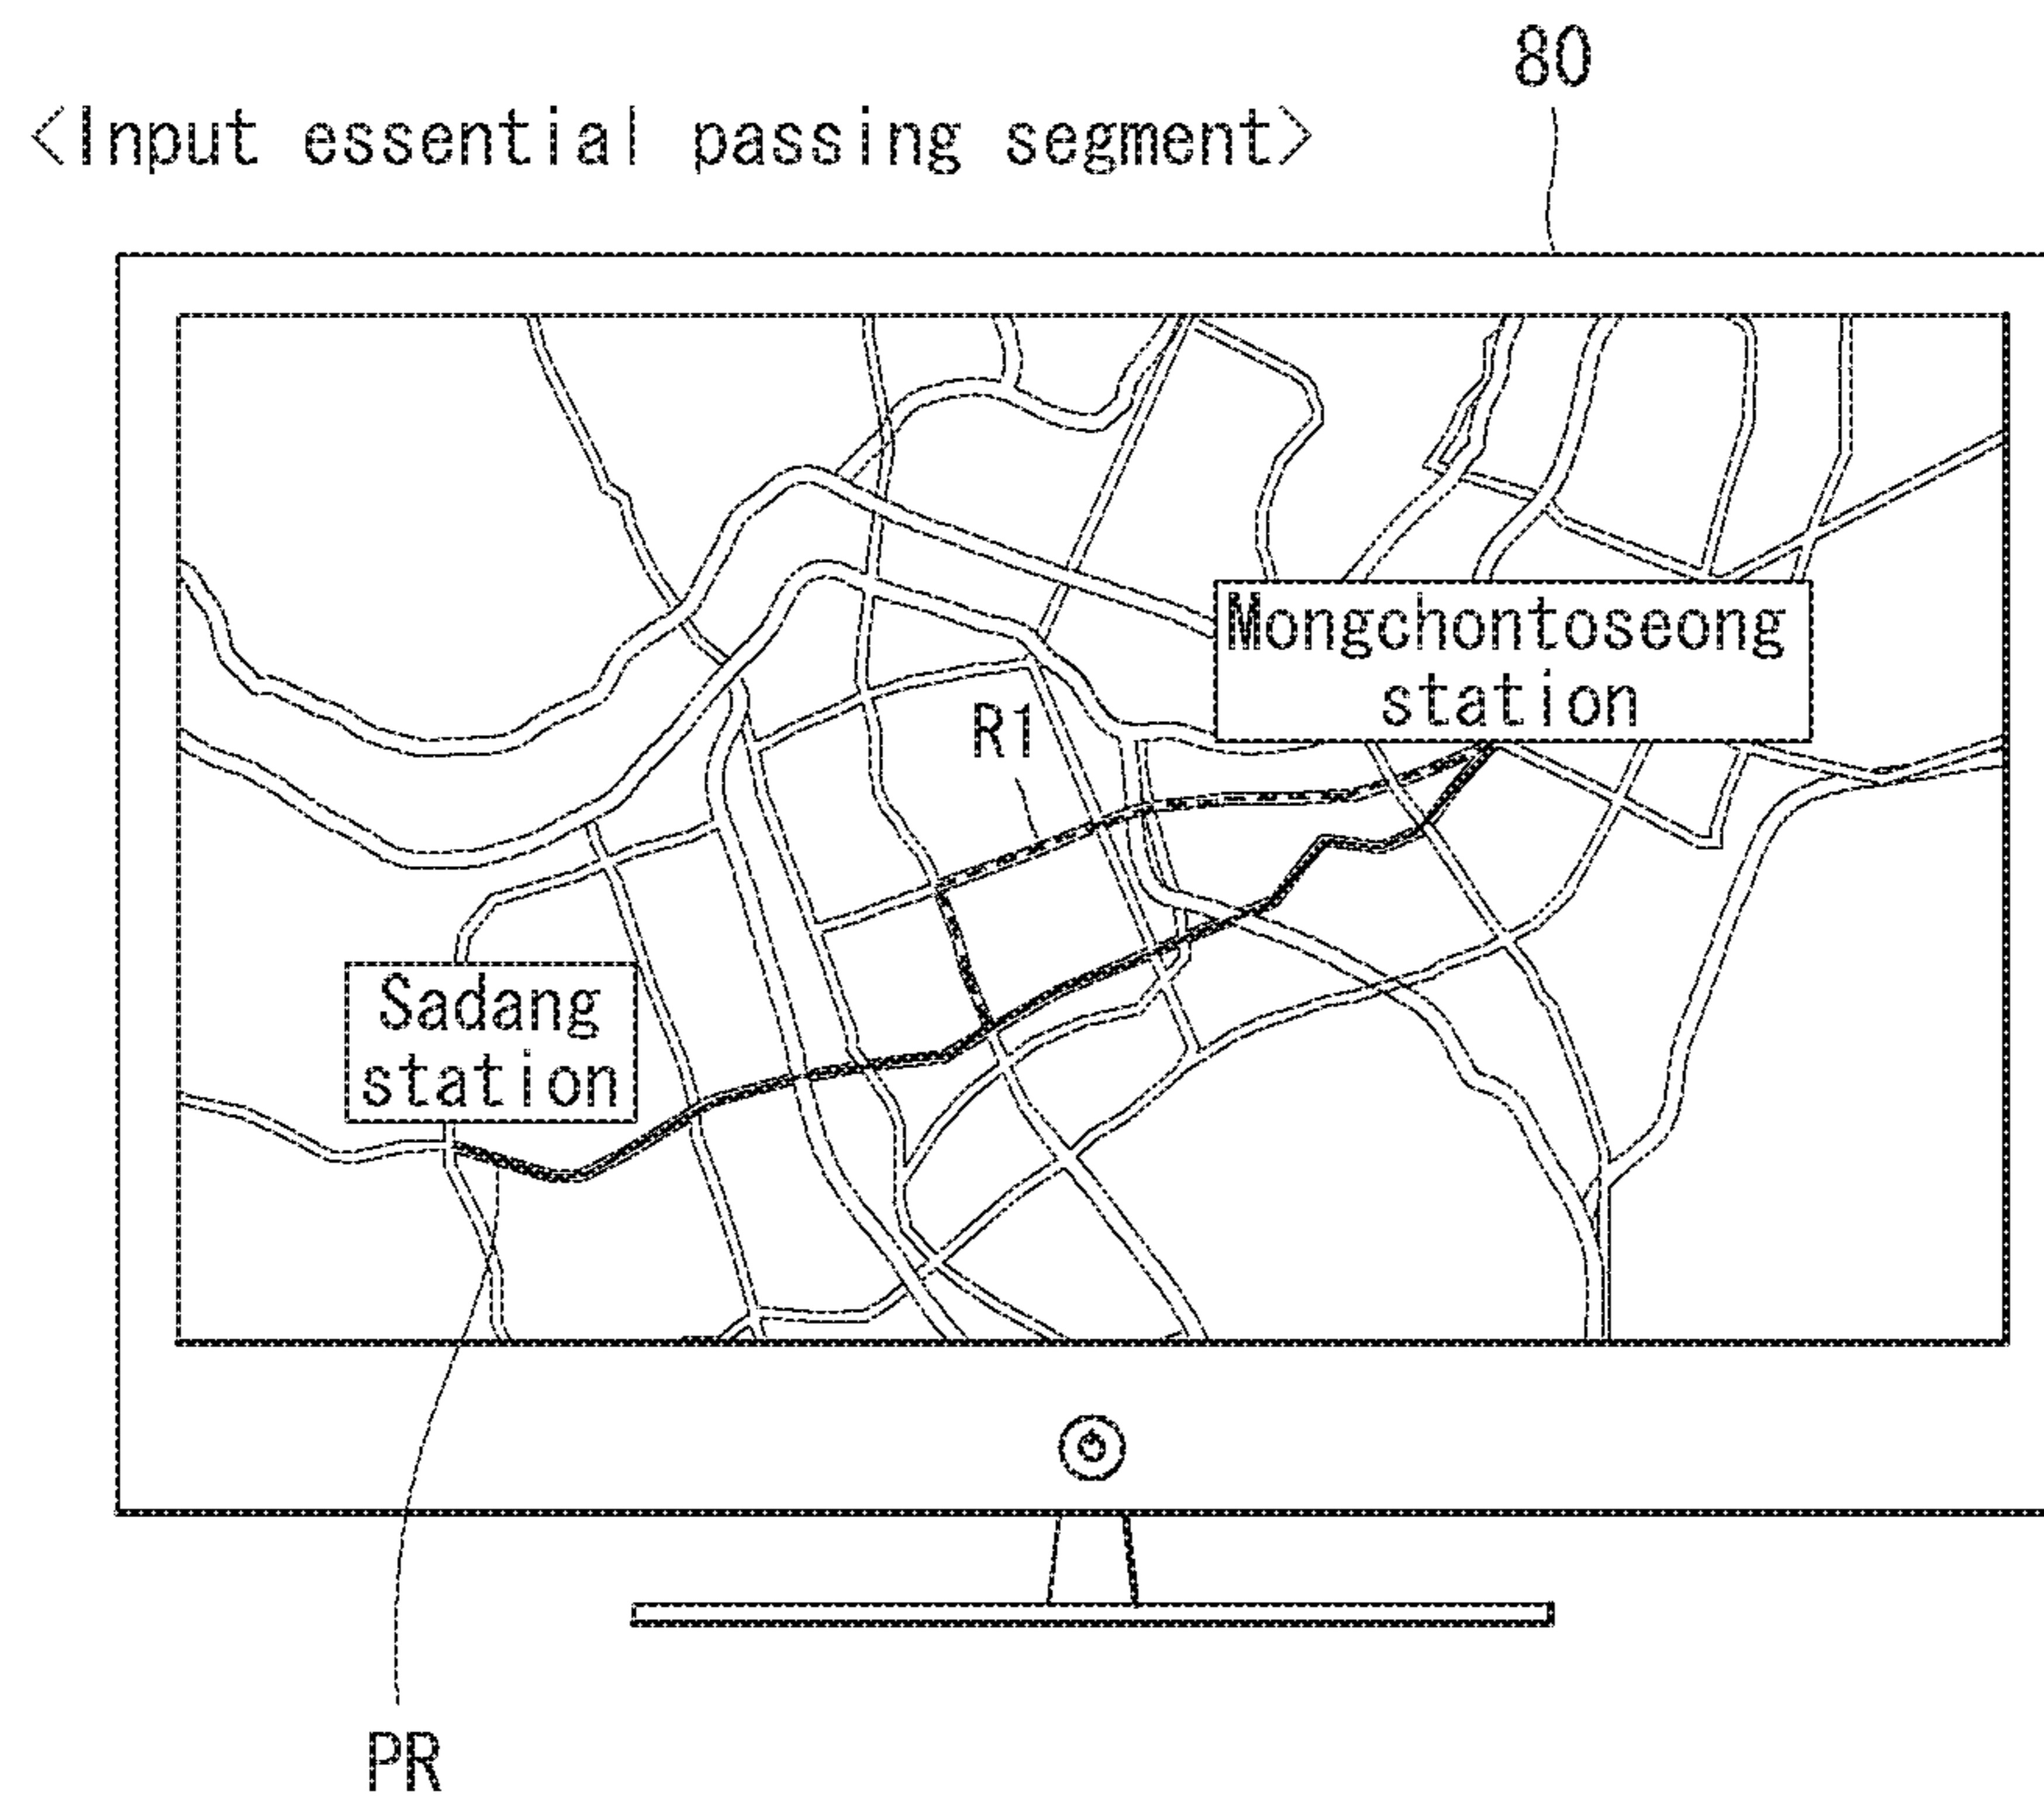 80
<Input essential passing segment>
Mongchontoseong
station
R1
Sadang
station
PR